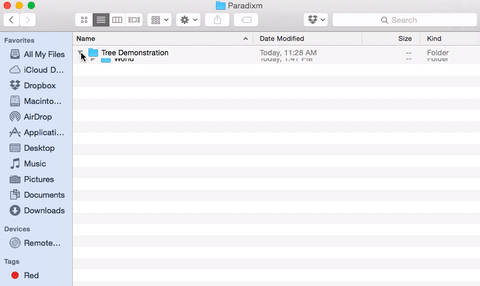 Paradixm
Search
Favorites
Name Date Modified Size Kind
All My Files
Tree Demonstration Today, 11:28 AM -- Folder
World Today, 1:41 PM -- Folder
iCloud D...
Dropbox
Macinto...
AirDrop
Applicati...
Desktop
Music
Pictures
Documents
Downloads
Devices
Remote...
Tags
Red